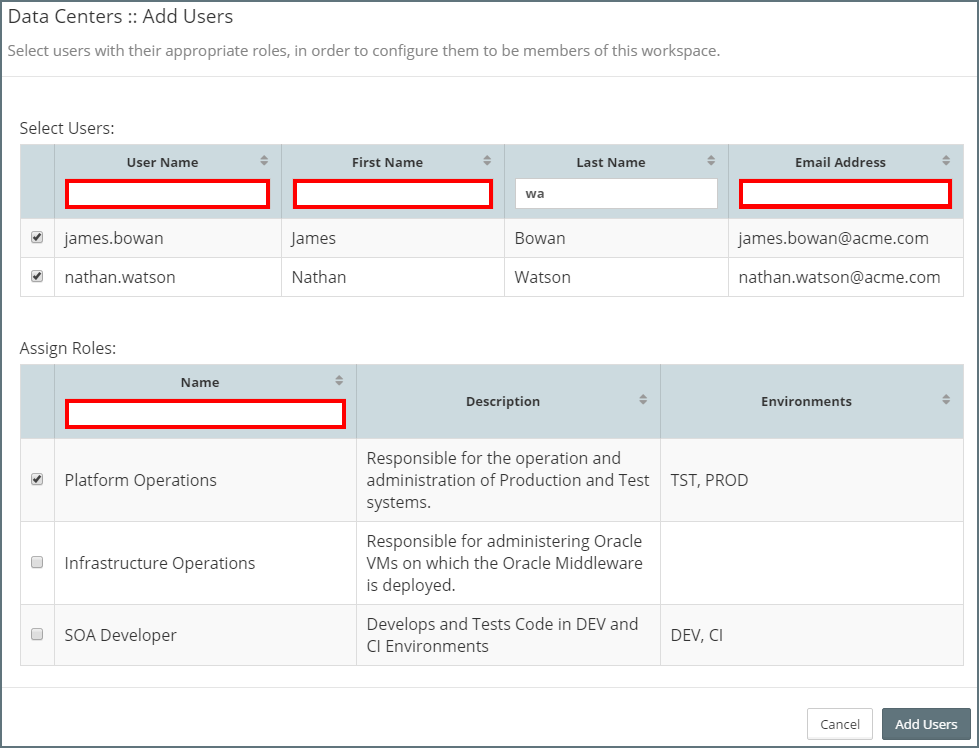 Data Centers :: Add Users
Select users with their appropriate roles, in order to configure them to be members of this workspace.
Select Users:
User Name First Name Last Name Email Address
wa
james.bowan James Bowan james.bowan@acme.com
nathan.watson Nathan Watson nathan.watson@acme.com
Assign Roles:
Name Description Environments
Platform Operations Responsible for the operation and administration of Production and Test systems. TST, PROD
Infrastructure Operations Responsible for administering Oracle VMs on which the Oracle Middleware is deployed.
SOA Developer Develops and Tests Code in DEV and CI Environments DEV, CI
Cancel Add Users